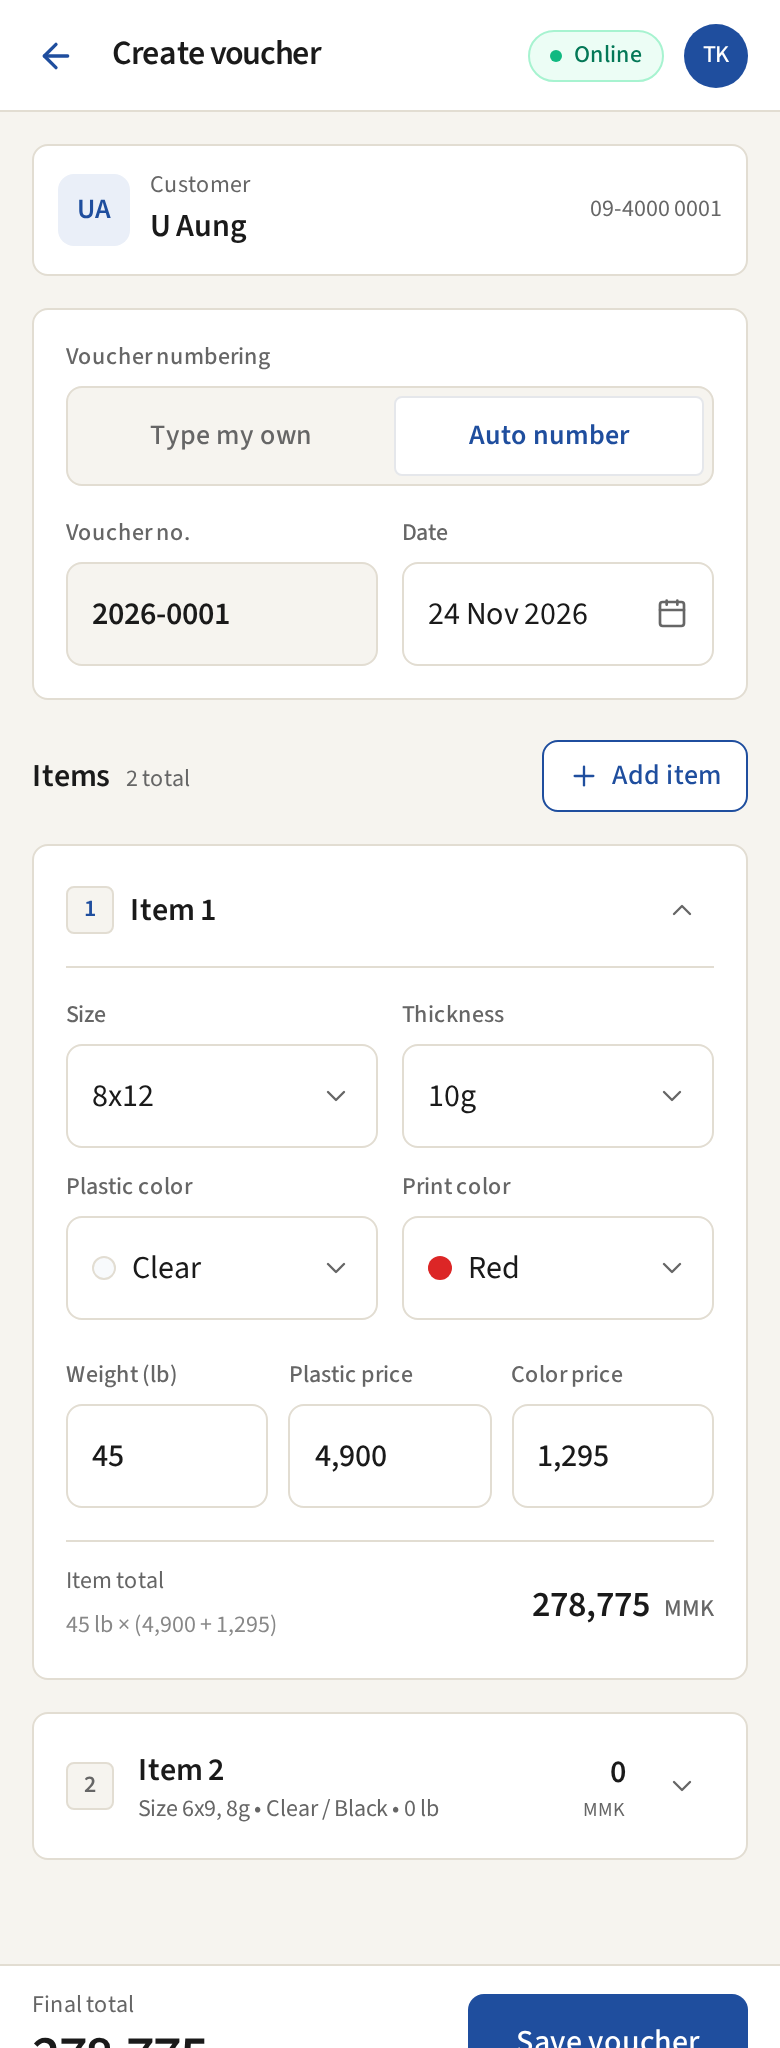 Create voucher
Online
TK
UA
Customer
U Aung
09-4000 0001
Voucher numbering
Type my own
Auto number
Voucher no.
Date
2026-0001
24 Nov 2026
Items 2 total
Add item
1
Item 1
Size
Thickness
8x12
10g
Plastic color
Print color
Clear
Red
Weight (lb)
Plastic price
Color price
45
4,900
1,295
Item total
45 lb × (4,900 + 1,295)
278,775 MMK
2
Item 2
Size 6x9, 8g • Clear / Black • 0 lb
0
MMK
Final total
278,775
Save voucher